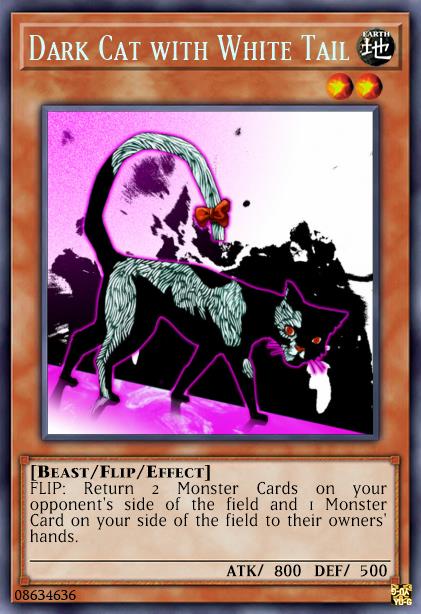 DARK CAT WITH WHITE TAIL
EARTH
地
[BEAST/FLIP/EFFECT]
FLIP: Return 2 Monster Cards on your
opponent's side of the field and 1 Monster
Card on your side of the field to their owners'
hands.
ATK/ 800 DEF/ 500
08634636